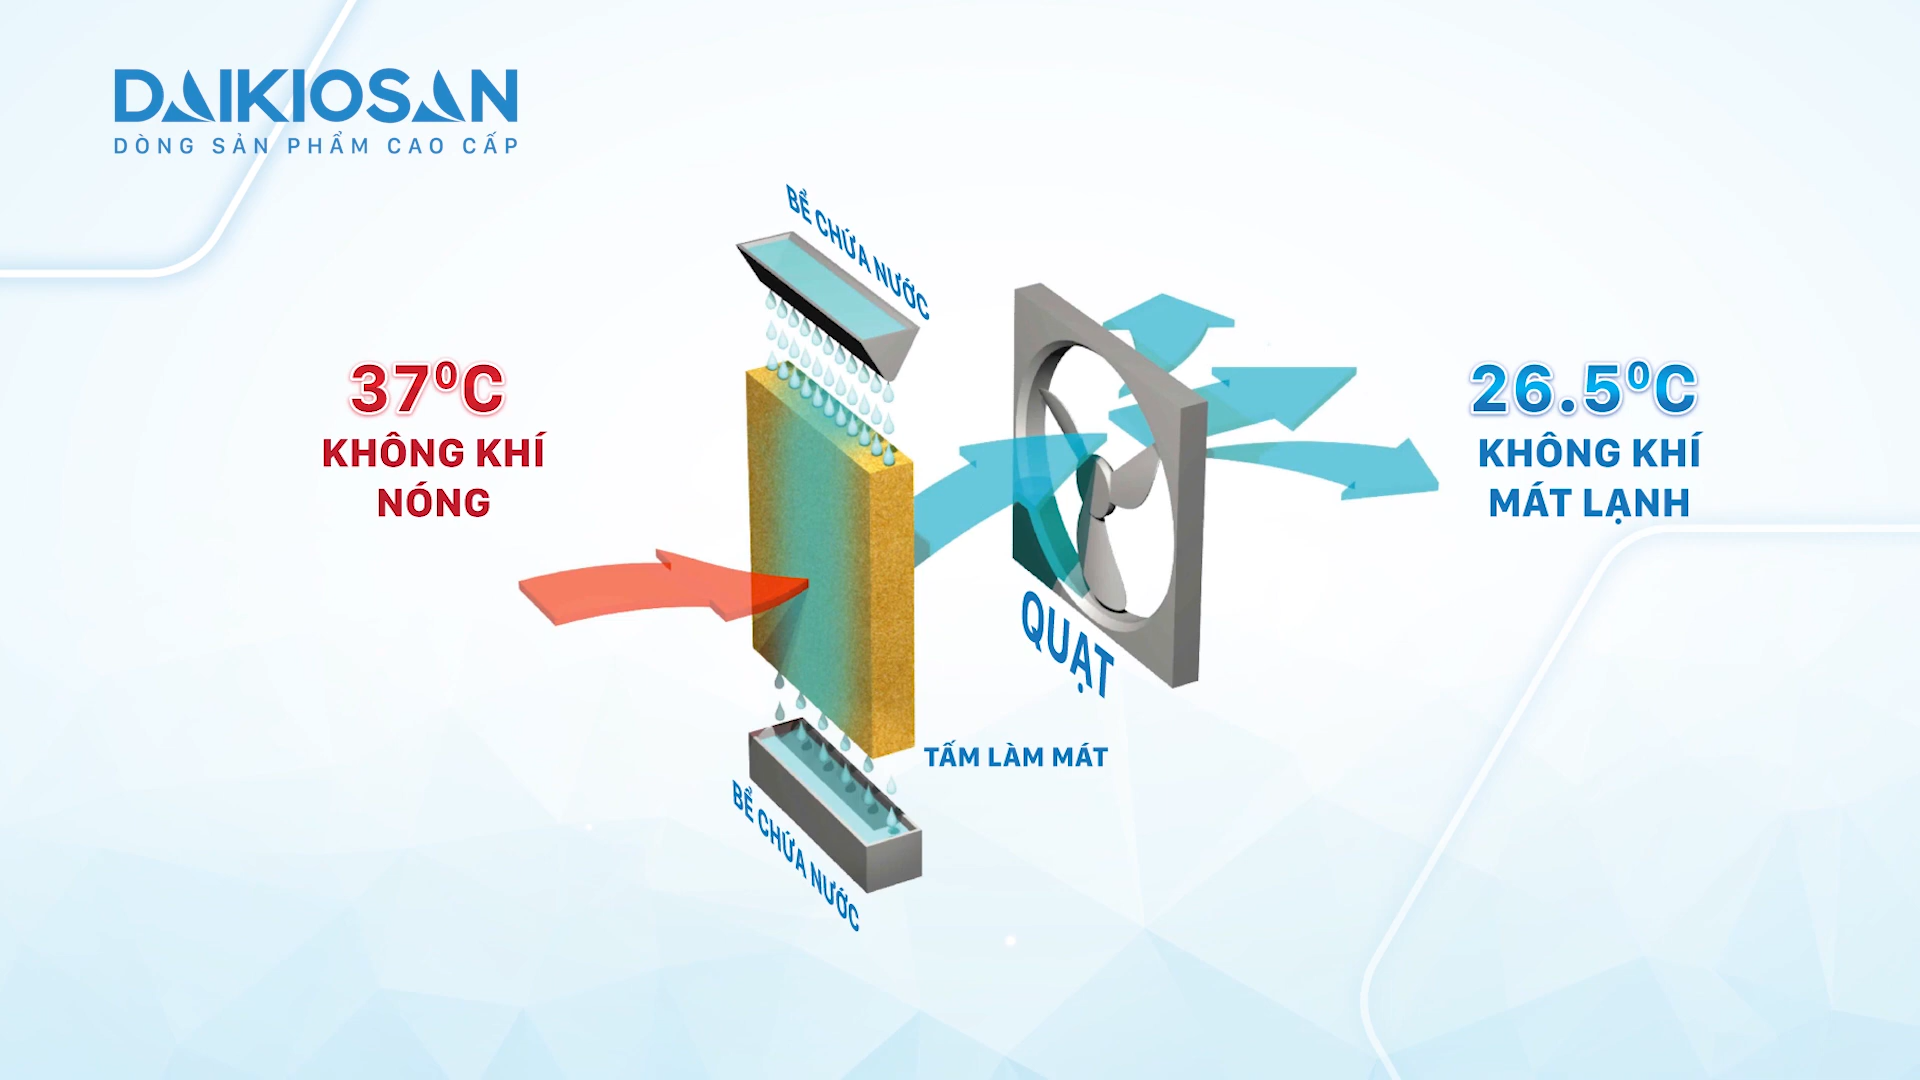 DAIKIOSAN
DÒNG SẢN PHẨM CAO CẤP
BỂ CHỨA NƯỚC
37⁰C
KHÔNG KHÍ
NÓNG
26.5⁰C
KHÔNG KHÍ
MÁT LẠNH
QUẠT
TẤM LÀM MÁT
BỂ CHỨA NƯỚC